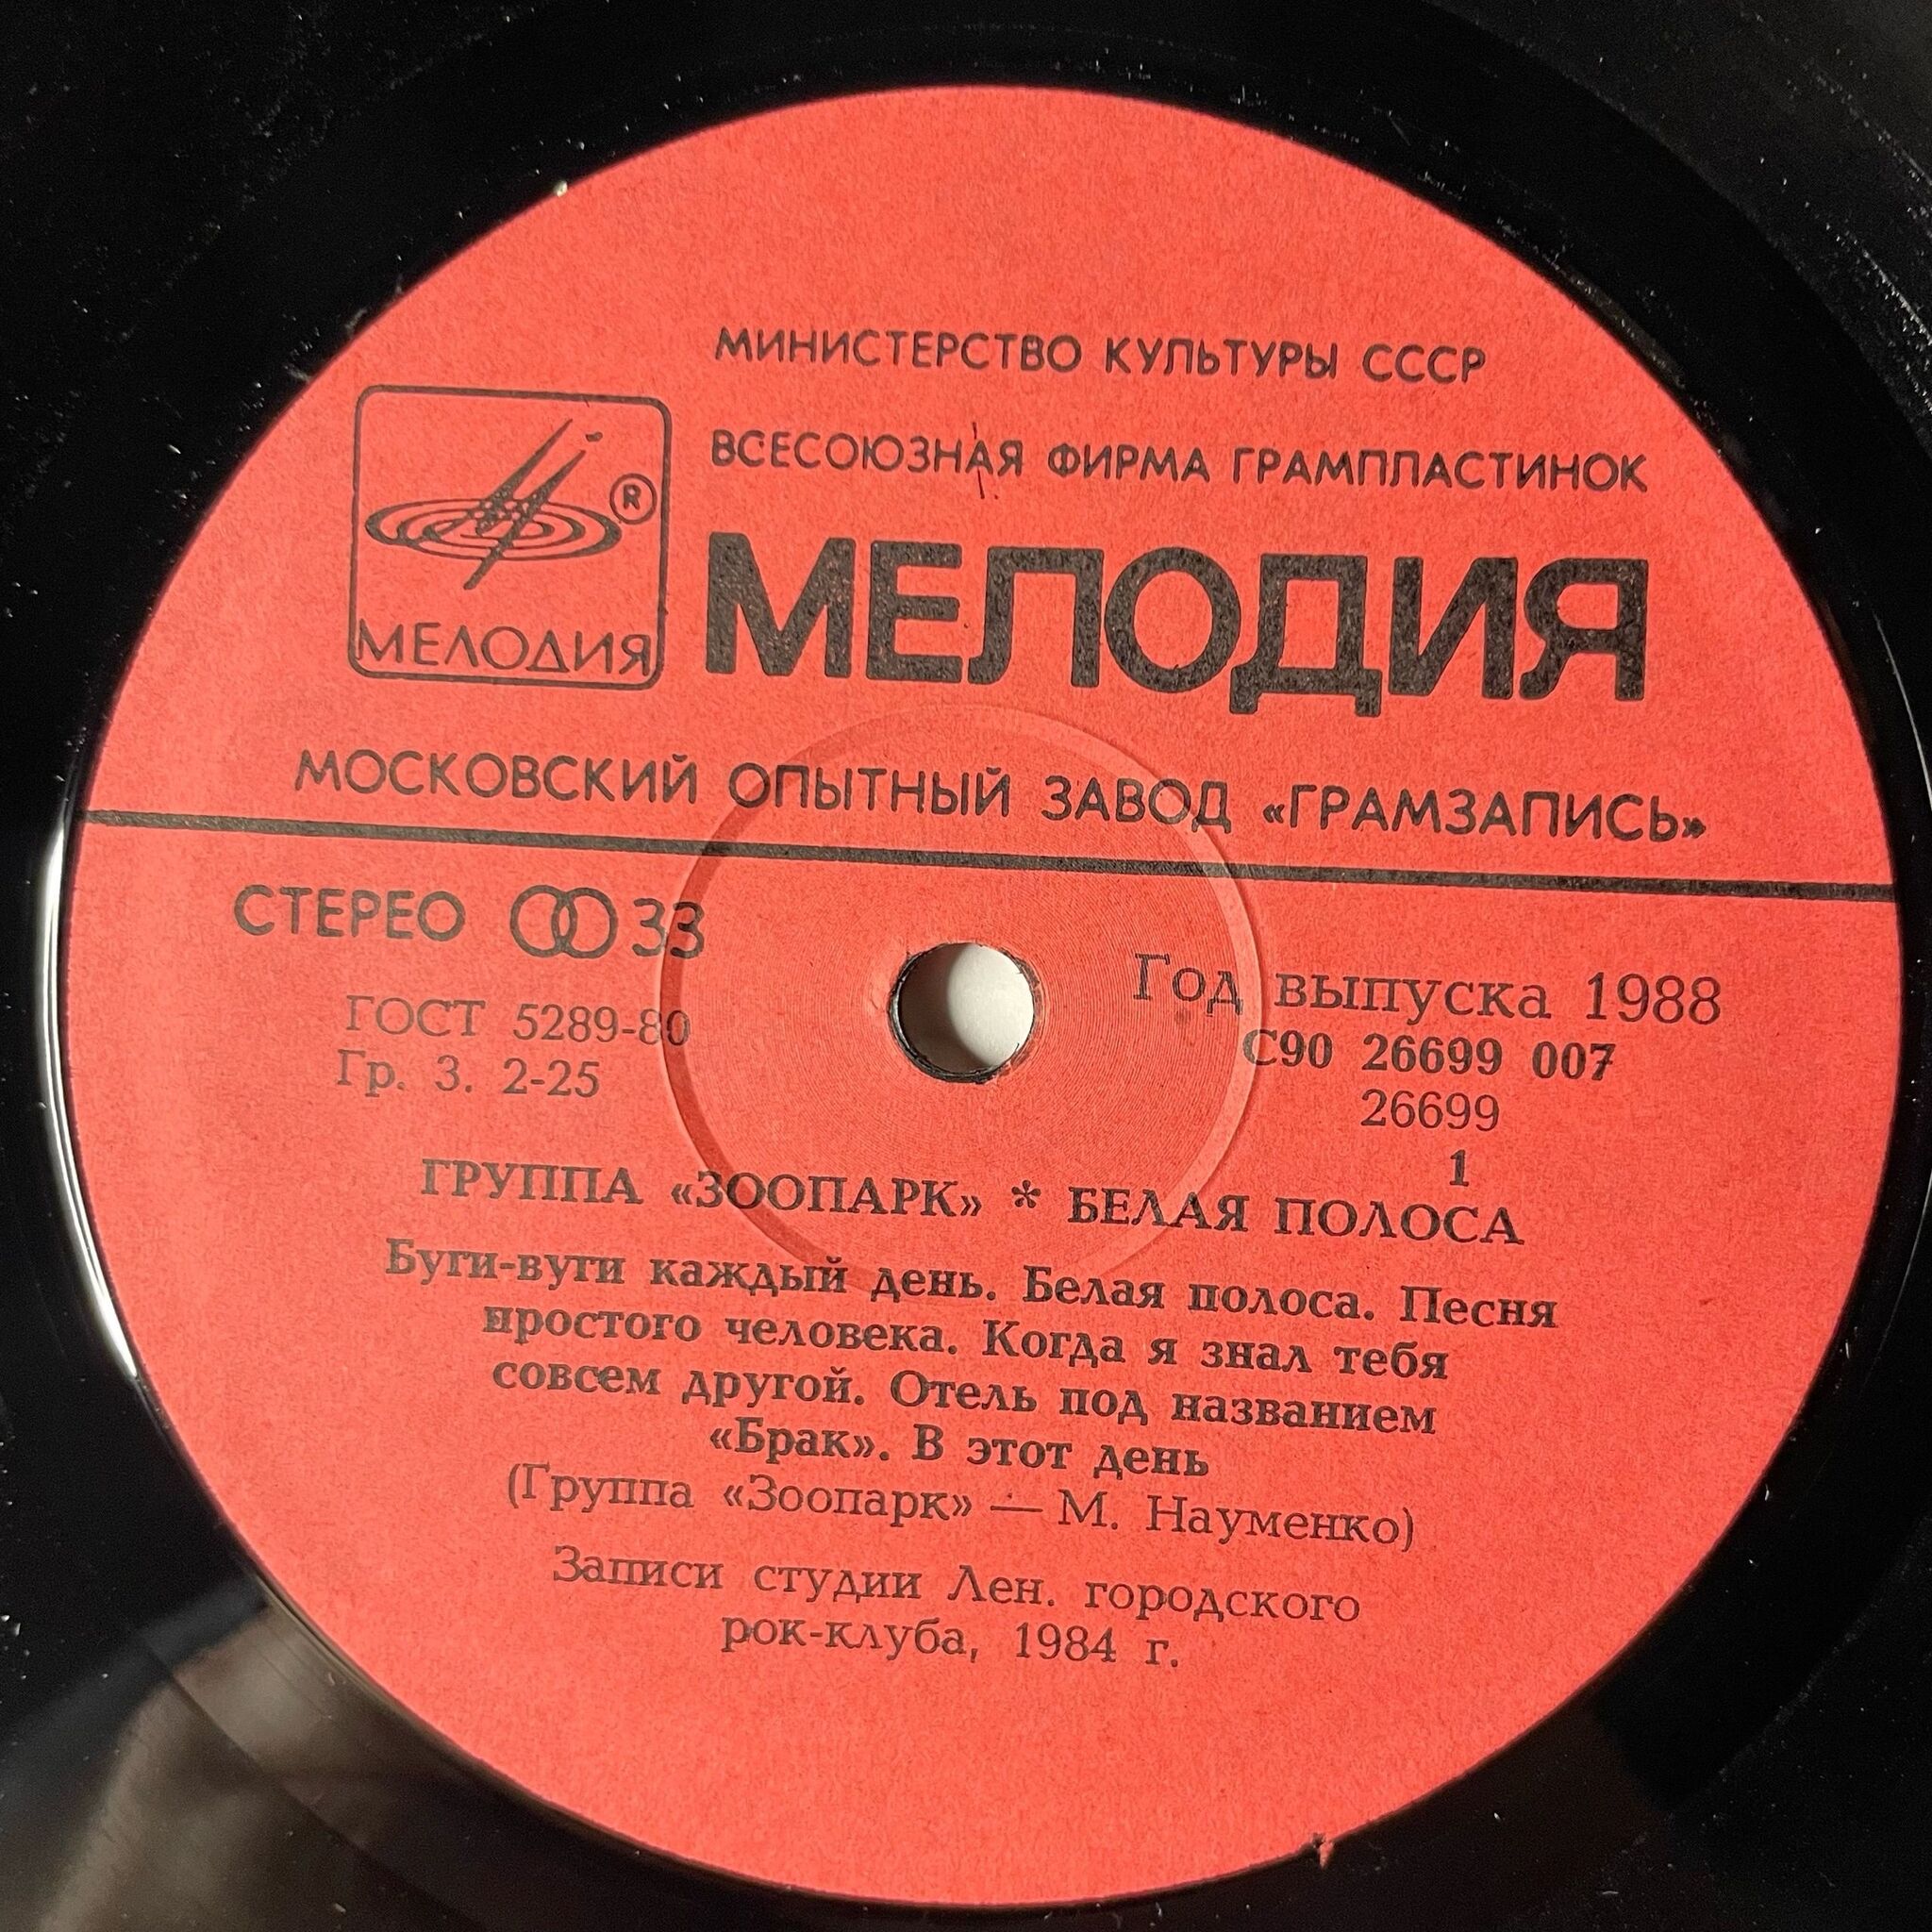 МИНИСТЕРСТВО КУЛЬТУРЫ СССР
ВСЕСОЮЗНАЯ ФИРМА ГРАМПЛАСТИНОК
МЕЛОДИЯ
®
МЕЛОДИЯ
МОСКОВСКИЙ ОПЫТНЫЙ ЗАВОД «ГРАМЗАПИСЬ»
СТЕРЕО 33
ГОСТ 5289-80
Гр. 3. 2-25
Год выпуска 1988
С90 26699 007
26699
1
ГРУППА «ЗООПАРК» * БЕЛАЯ ПОЛОСА
Буги-вуги каждый день. Белая полоса. Песня
простого человека. Когда я знал тебя
совсем другой. Отель под названием
«Брак». В этот день
(Группа «Зоопарк» — М. Науменко)
Записи студии Лен. городского
рок-клуба, 1984 г.